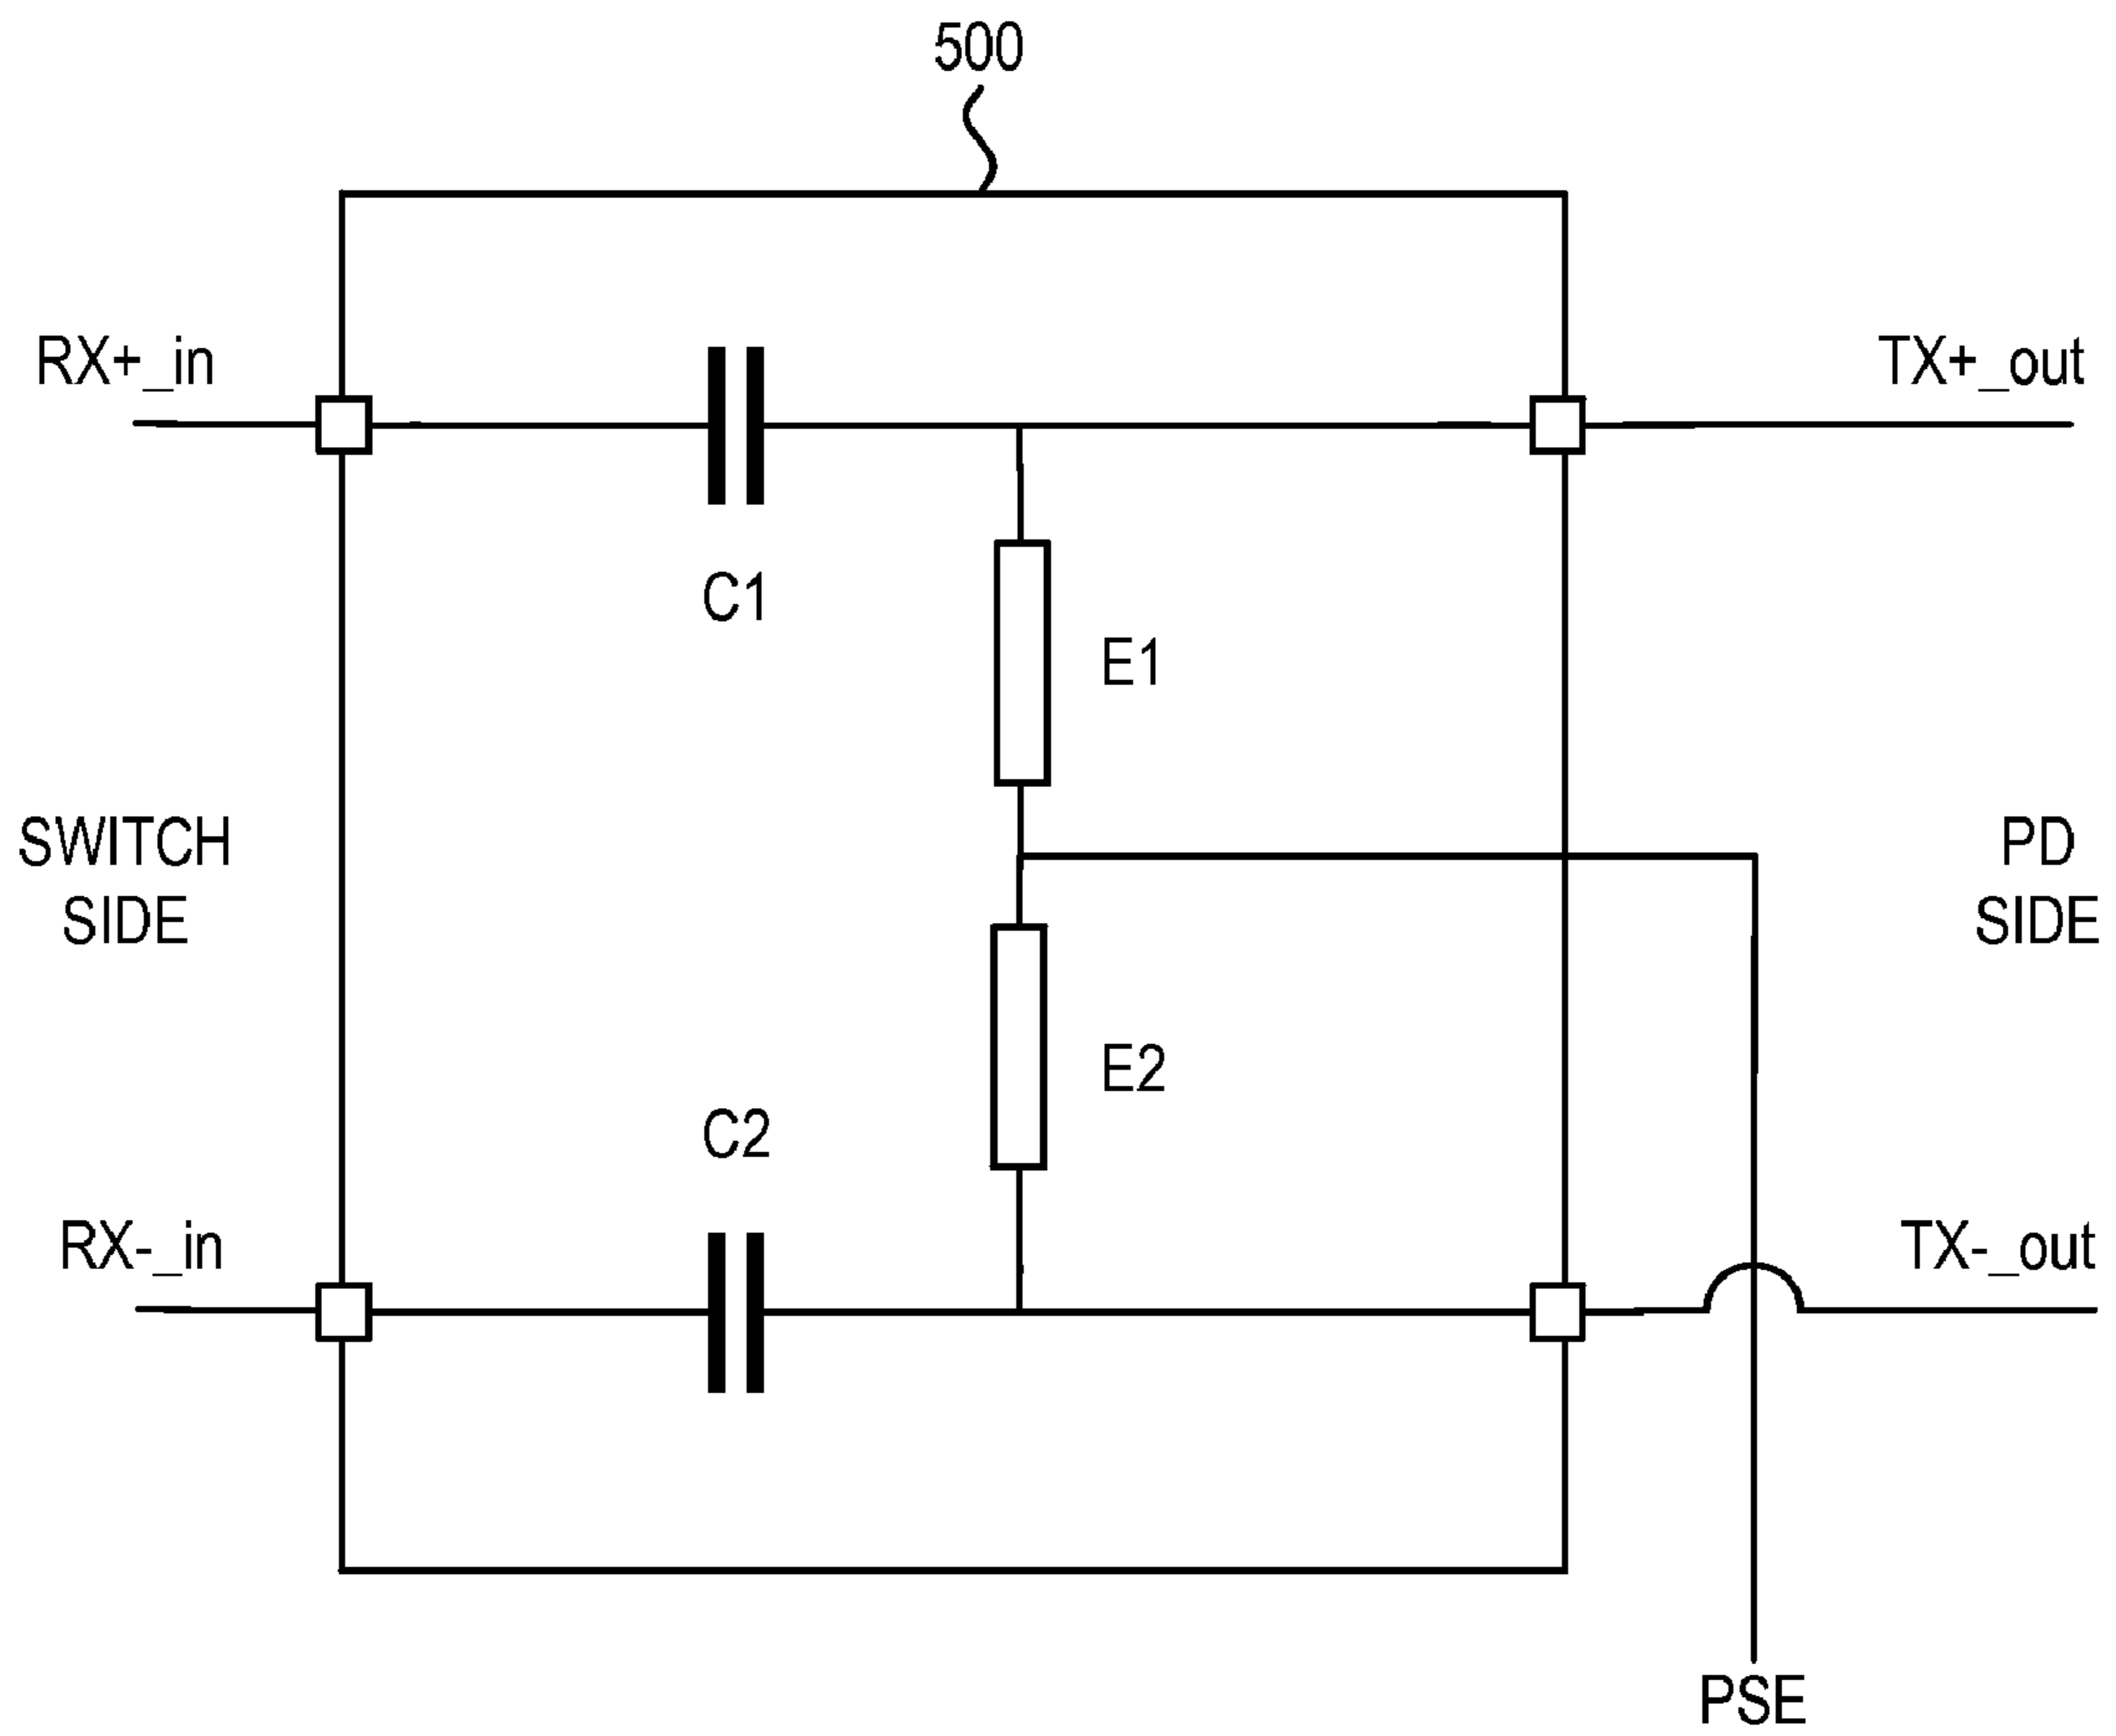 500
RX+_in
TX+_out
C1
E1
SWITCH
SIDE
PD
SIDE
E2
C2
RX-_in
TX-_out
PSE